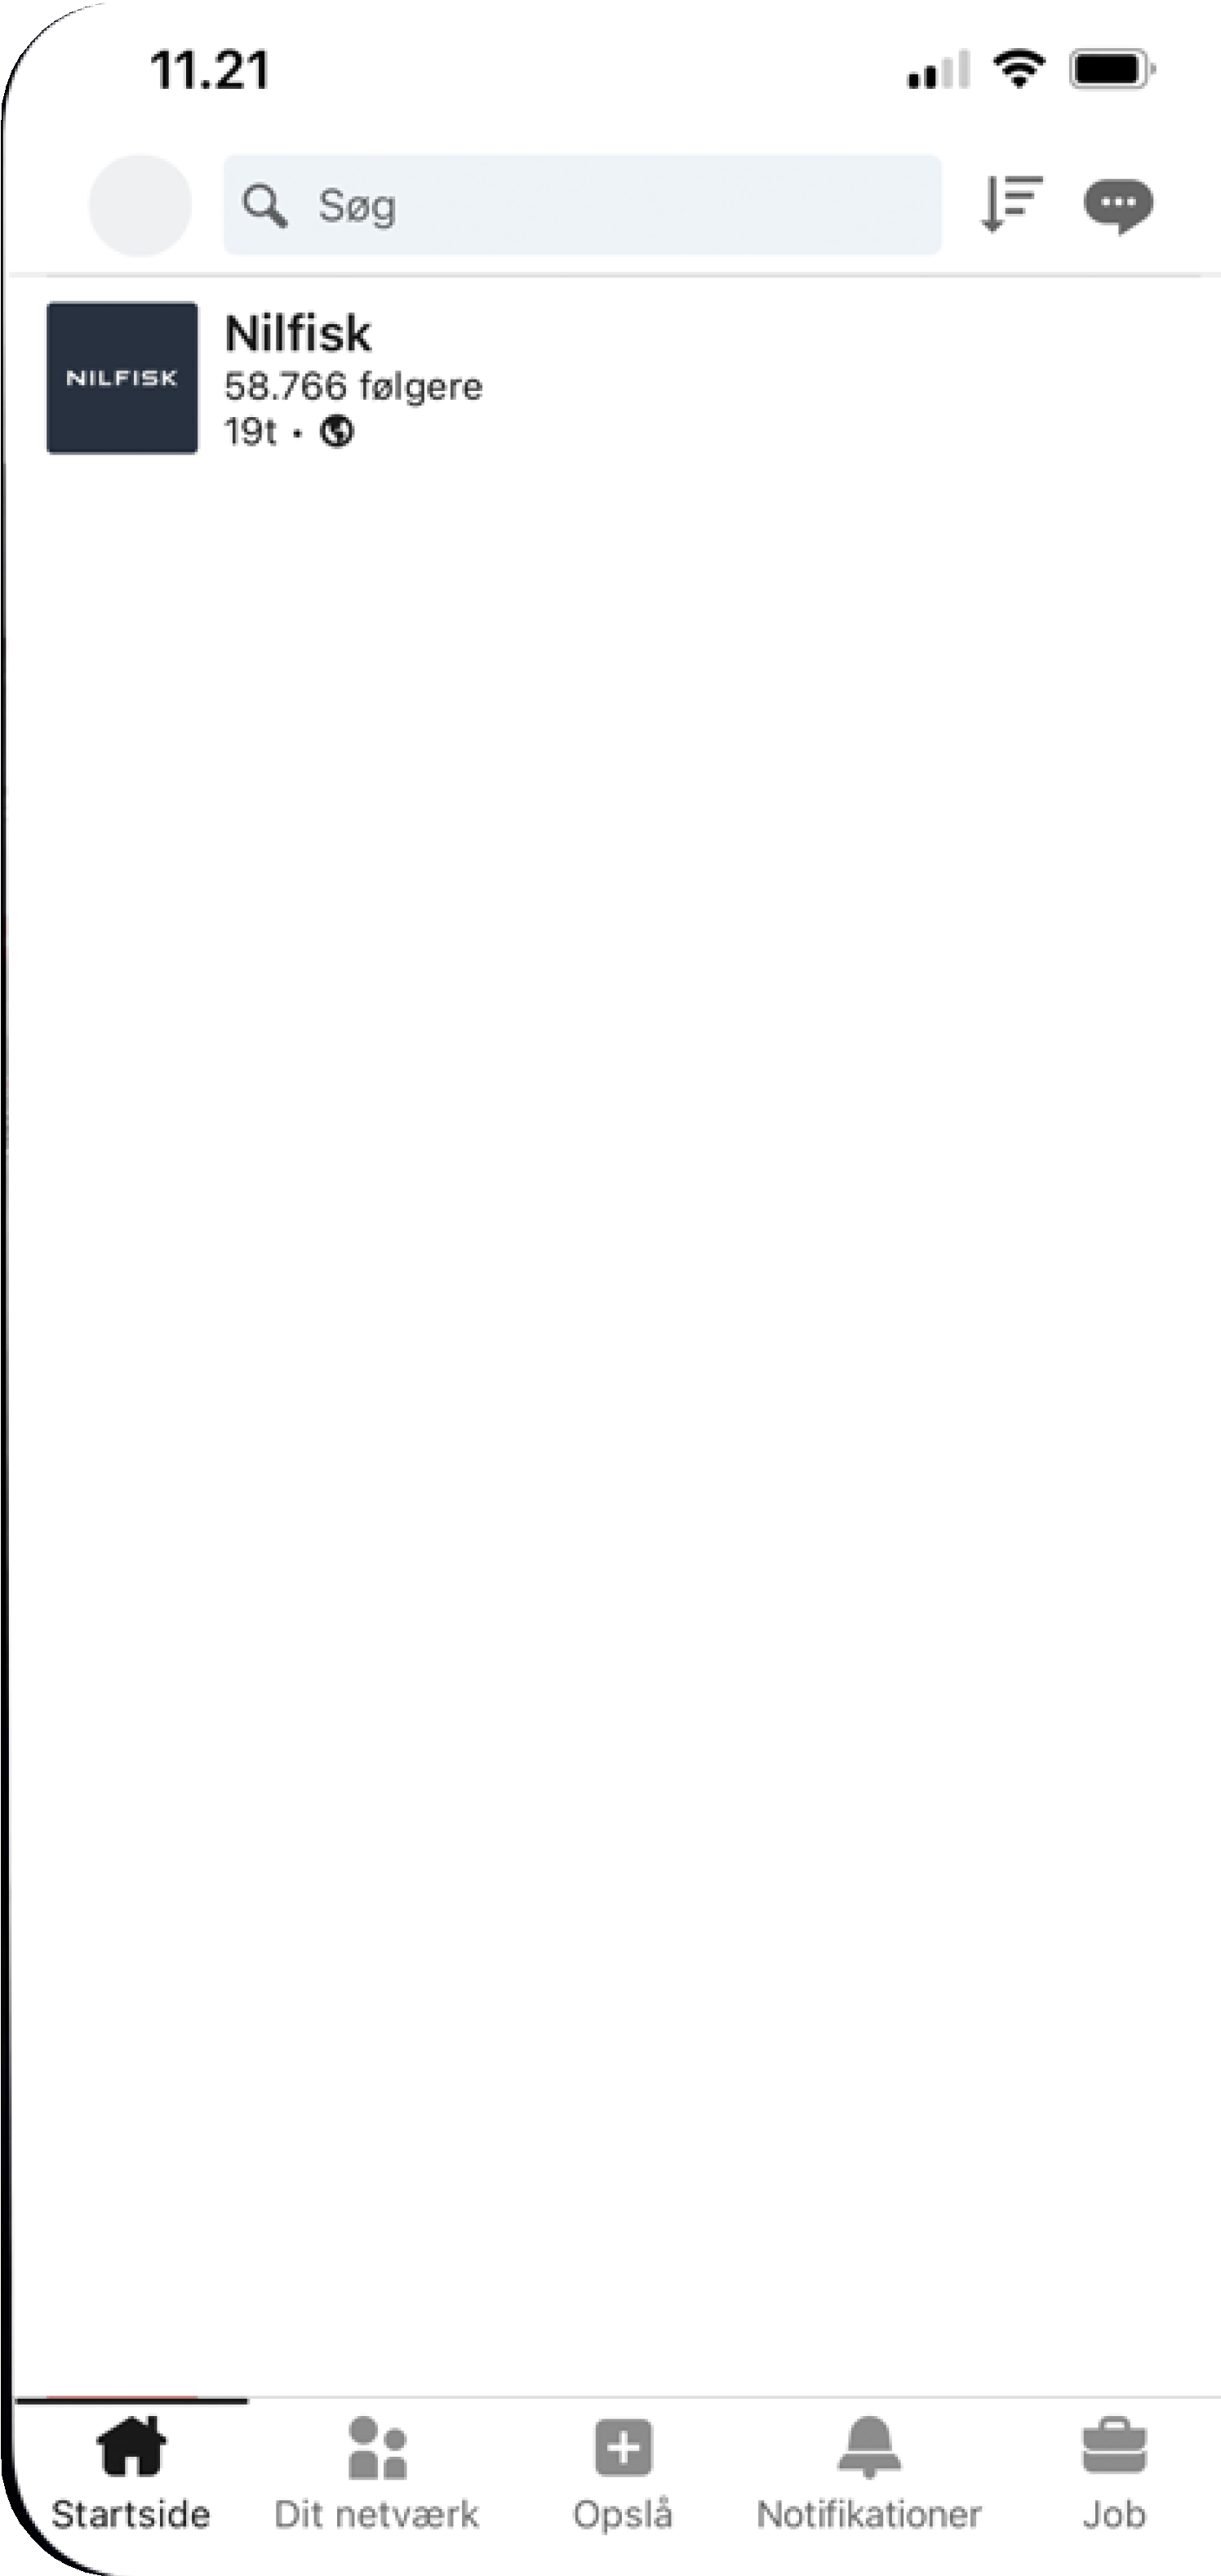 11.21
Søg
NILFISK
Nilfisk
58.766 følgere
19t •
Startside
Dit netværk
Opslå
Notifikationer
Job